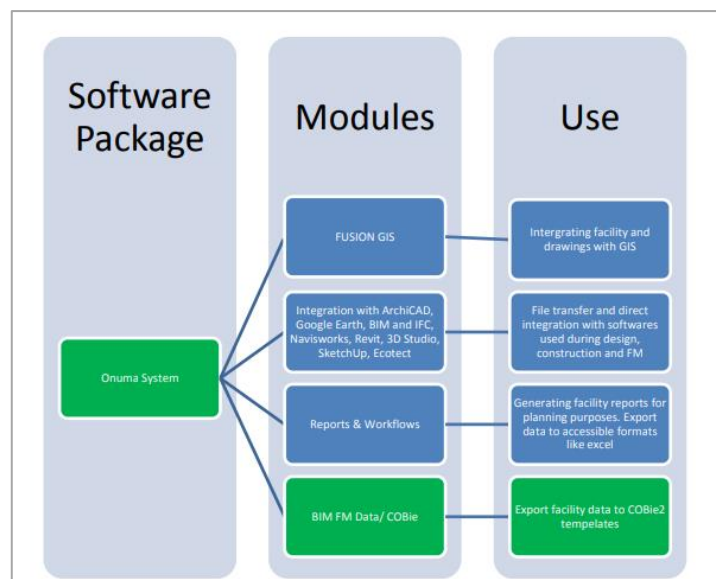 Software
Package
Modules
Use
FUSION GIS
Intergrating facility and
drawings with GIS
Integration with ArchiCAD,
Google Earth, BIM and IFC,
Navisworks, Revit, 3D Studio,
SketchUp, Ecotect
File transfer and direct
integration with softwares
used during design,
construction and FM
Onuma System
Reports & Workflows
Generating facility reports for
planning purposes. Export
data to accessible formats
like excel
BIM FM Data/ COBie
Export facility data to COBie2
tempelates